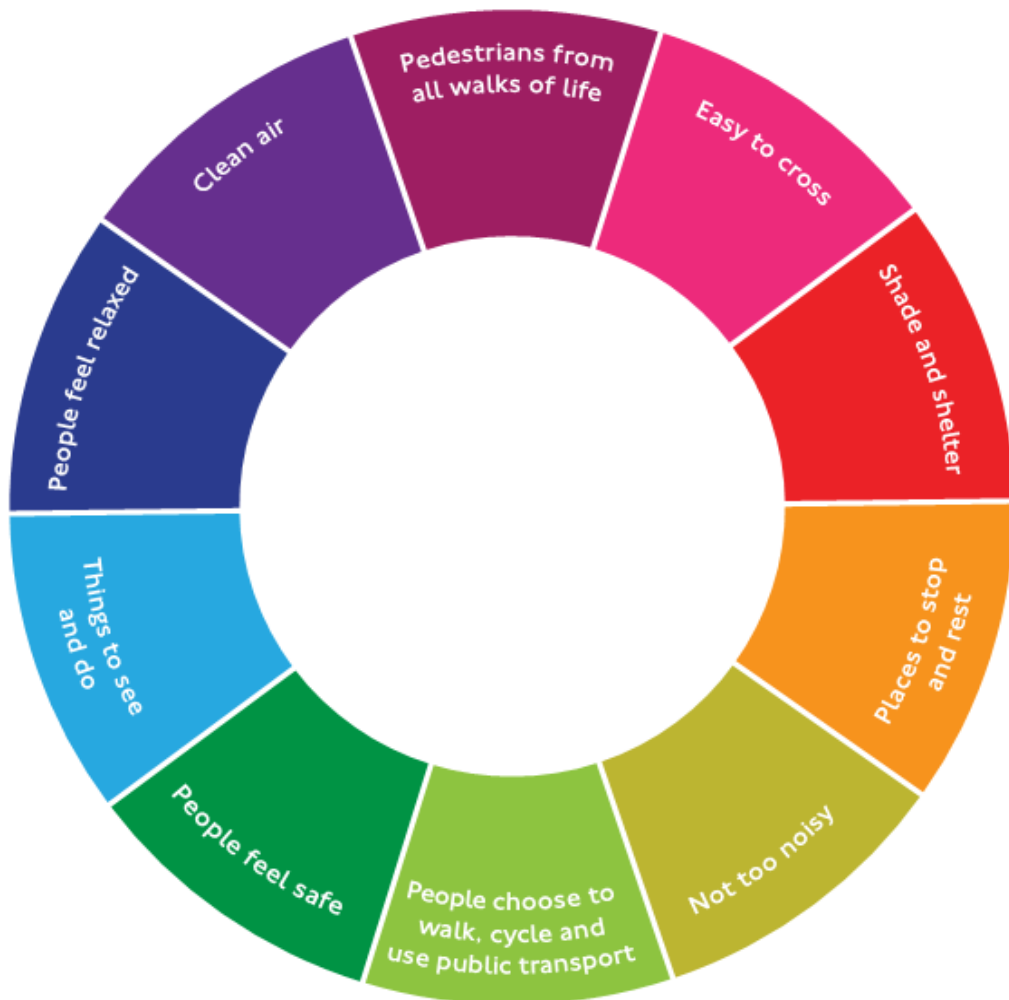 Pedestrians from
all walks of life
Easy to cross
Shade and shelter
Places to stop
and rest
Not too noisy
People choose to
walk, cycle and
use public transport
People feel safe
Things to see
and do
People feel relaxed
Clean air